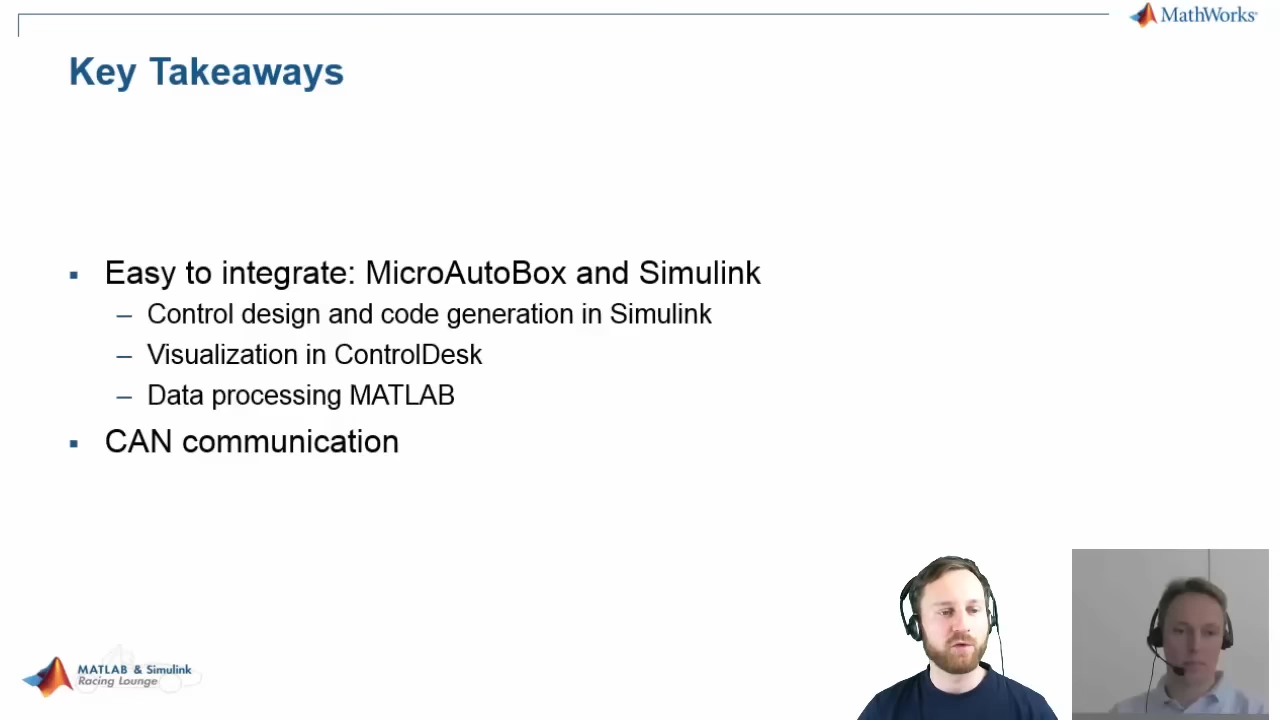 MathWorks
Key Takeaways
▪ Easy to integrate: MicroAutoBox and Simulink
– Control design and code generation in Simulink
– Visualization in ControlDesk
– Data processing MATLAB
▪ CAN communication
MATLAB & Simulink
Racing Lounge